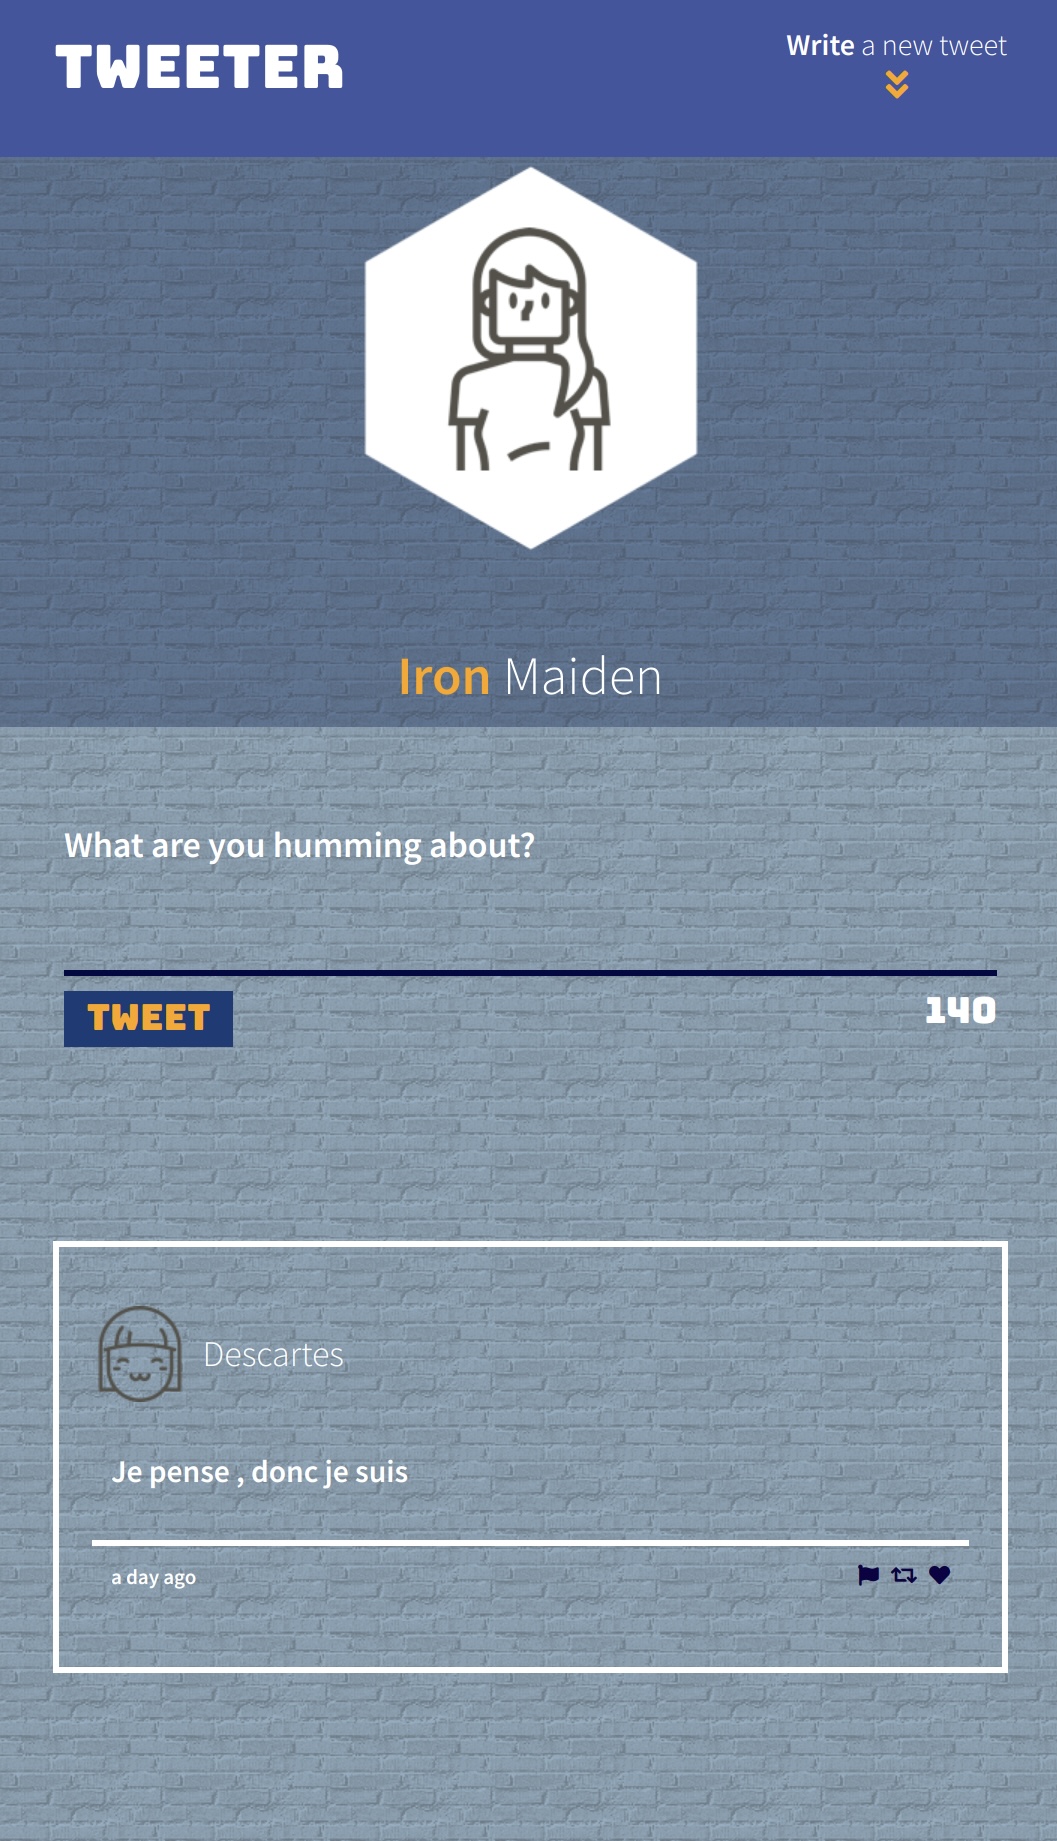 TWEETER
Write a new tweet
Iron Maiden
What are you humming about?
TWEET
140
Descartes
Je pense , donc je suis
a day ago